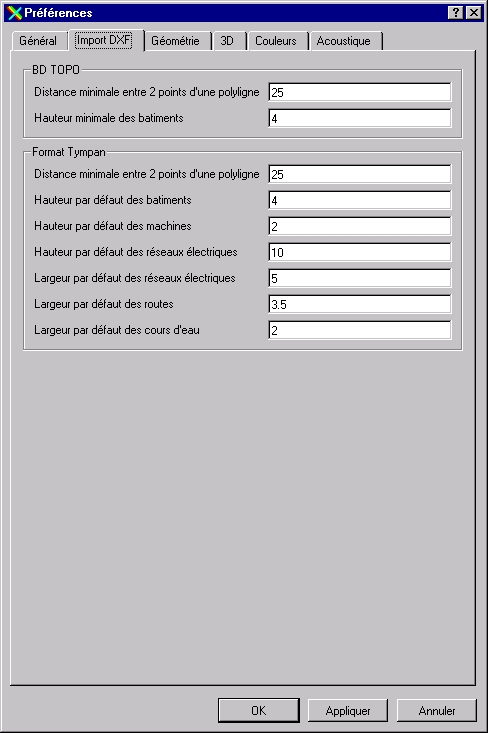 Préférences
Général Import DXF Géométrie 3D Couleurs Acoustique
BD TOPO
Distance minimale entre 2 points d'une polyligne 25
Hauteur minimale des batiments 4
Format Tympan
Distance minimale entre 2 points d'une polyligne 25
Hauteur par défaut des batiments 4
Hauteur par défaut des machines 2
Hauteur par défaut des réseaux électriques 10
Largeur par défaut des réseaux électriques 5
Largeur par défaut des routes 3.5
Largeur par défaut des cours d'eau 2
OK Appliquer Annuler